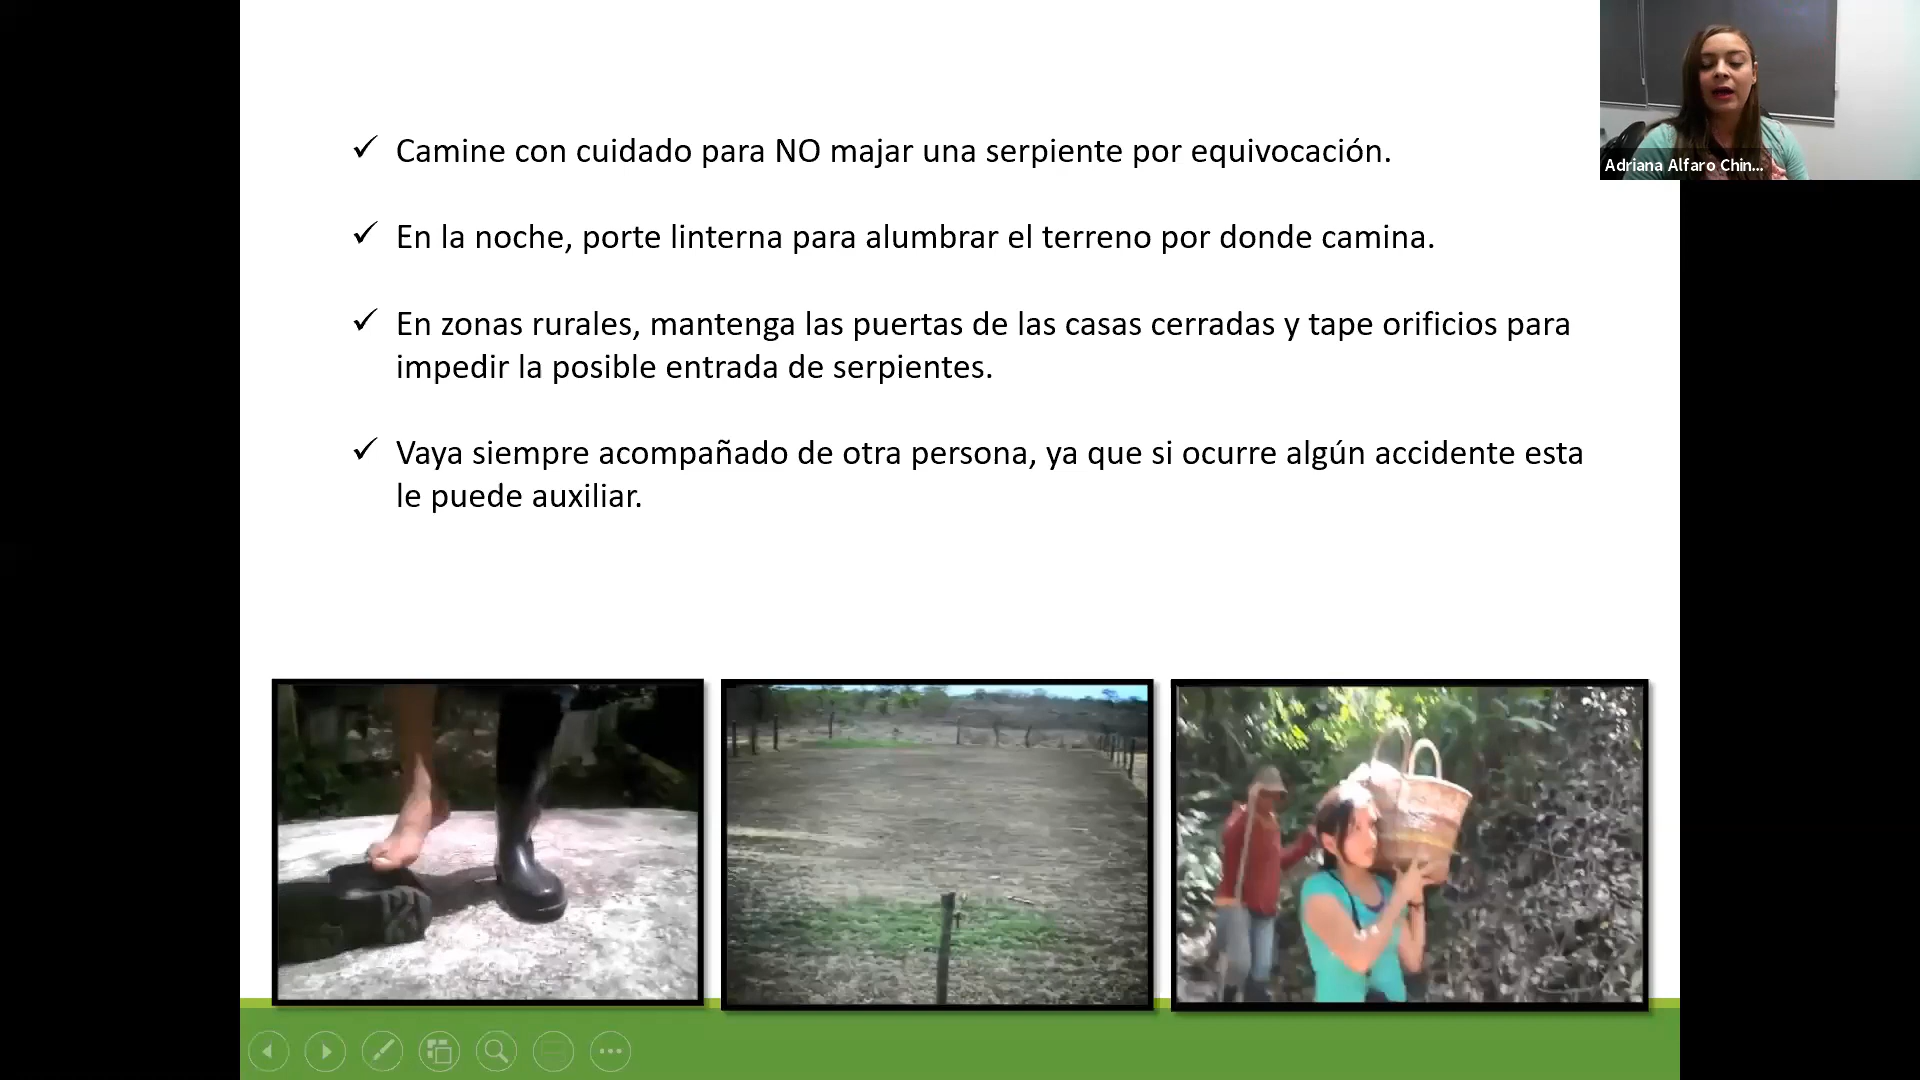 Camine con cuidado para NO majar una serpiente por equivocación.
En la noche, porte linterna para alumbrar el terreno por donde camina.
En zonas rurales, mantenga las puertas de las casas cerradas y tape orificios para
impedir la posible entrada de serpientes.
Vaya siempre acompañado de otra persona, ya que si ocurre algún accidente esta
le puede auxiliar.
Adriana Alfaro Chin...